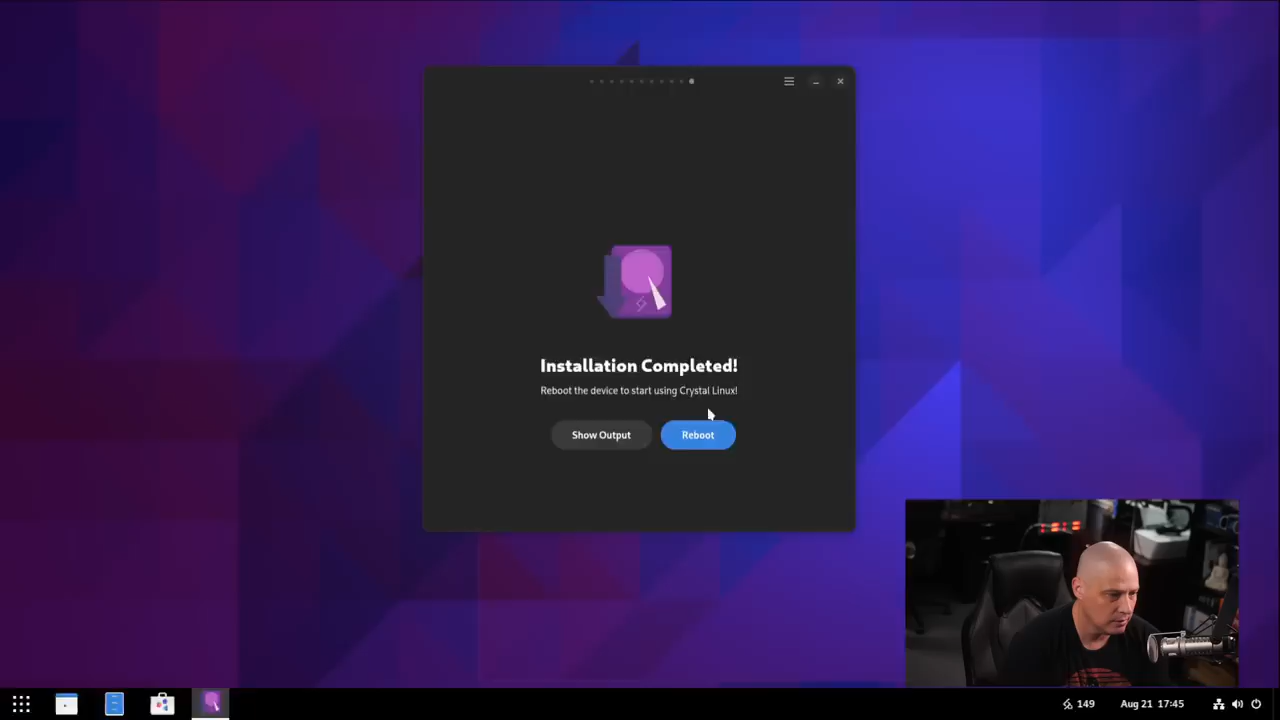 Installation Completed!
Reboot the device to start using Crystal Linux!
Show Output
Reboot
149
Aug 21 17:45